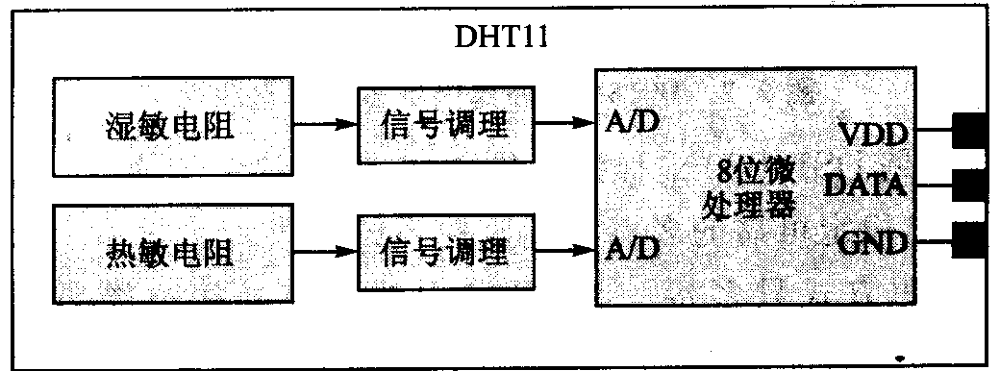 DHT11
湿敏电阻
信号调理
A/D
VDD
8位微
处理器
DATA
热敏电阻
信号调理
A/D
GND